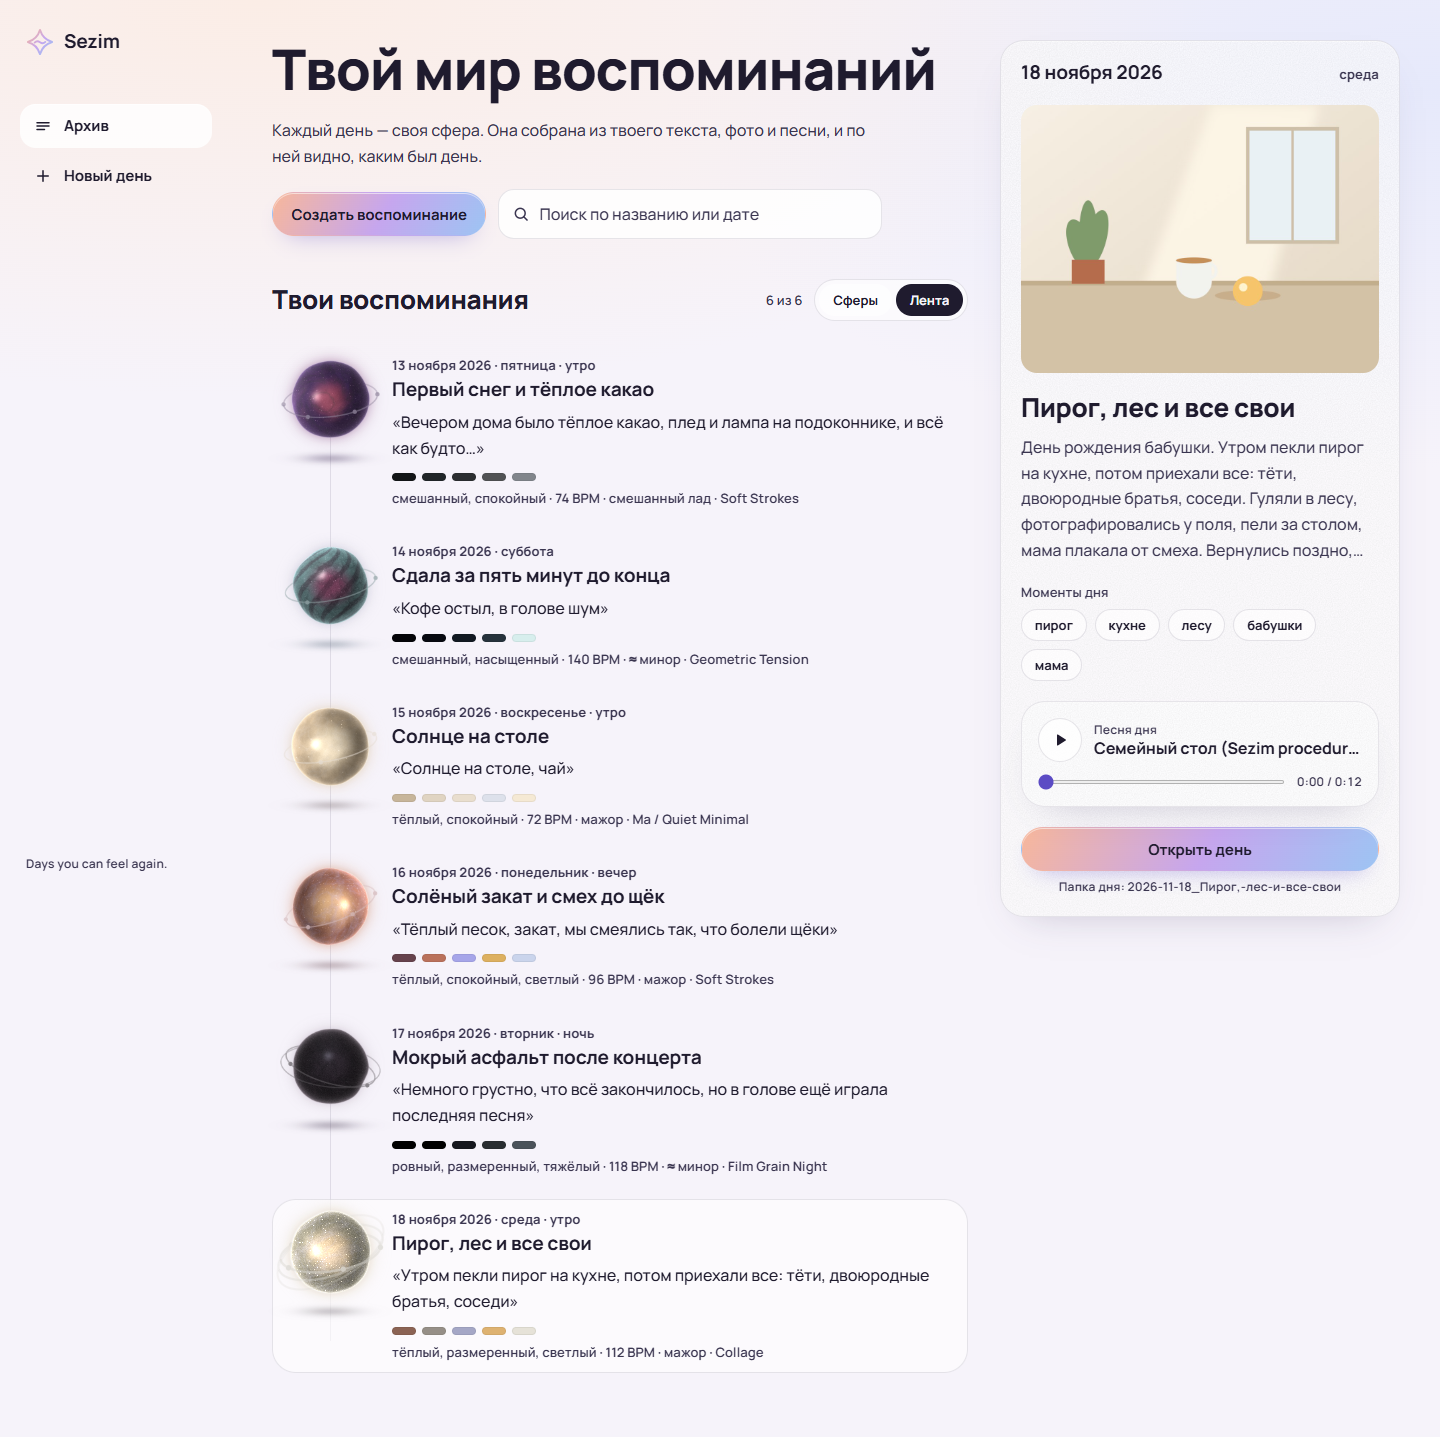 Sezim
Архив
Новый день
Days you can feel again.
Твой мир воспоминаний
Каждый день — своя сфера. Она собрана из твоего текста, фото и песни, и по
ней видно, каким был день.
Создать воспоминание
Поиск по названию или дате
Твои воспоминания
6 из 6
Сферы
Лента
13 ноября 2026 · пятница · утро
Первый снег и тёплое какао
«Вечером дома было тёплое какао, плед и лампа на подоконнике, и всё
как будто…»
смешанный, спокойный · 74 BPM · смешанный лад · Soft Strokes
14 ноября 2026 · суббота
Сдала за пять минут до конца
«Кофе остыл, в голове шум»
смешанный, насыщенный · 140 BPM · ≈ минор · Geometric Tension
15 ноября 2026 · воскресенье · утро
Солнце на столе
«Солнце на столе, чай»
тёплый, спокойный · 72 BPM · мажор · Ma / Quiet Minimal
16 ноября 2026 · понедельник · вечер
Солёный закат и смех до щёк
«Тёплый песок, закат, мы смеялись так, что болели щёки»
тёплый, спокойный, светлый · 96 BPM · мажор · Soft Strokes
17 ноября 2026 · вторник · ночь
Мокрый асфальт после концерта
«Немного грустно, что всё закончилось, но в голове ещё играла
последняя песня»
ровный, размеренный, тяжёлый · 118 BPM · ≈ минор · Film Grain Night
18 ноября 2026 · среда · утро
Пирог, лес и все свои
«Утром пекли пирог на кухне, потом приехали все: тёти, двоюродные
братья, соседи»
тёплый, размеренный, светлый · 112 BPM · мажор · Collage
18 ноября 2026
среда
Пирог, лес и все свои
День рождения бабушки. Утром пекли пирог
на кухне, потом приехали все: тёти,
двоюродные братья, соседи. Гуляли в лесу,
фотографировались у поля, пели за столом,
мама плакала от смеха. Вернулись поздно,…
Моменты дня
пирог
кухне
лесу
бабушки
мама
Песня дня
Семейный стол (Sezim procedur…
0:00 / 0:12
Открыть день
Папка дня: 2026-11-18_Пирог,-лес-и-все-свои